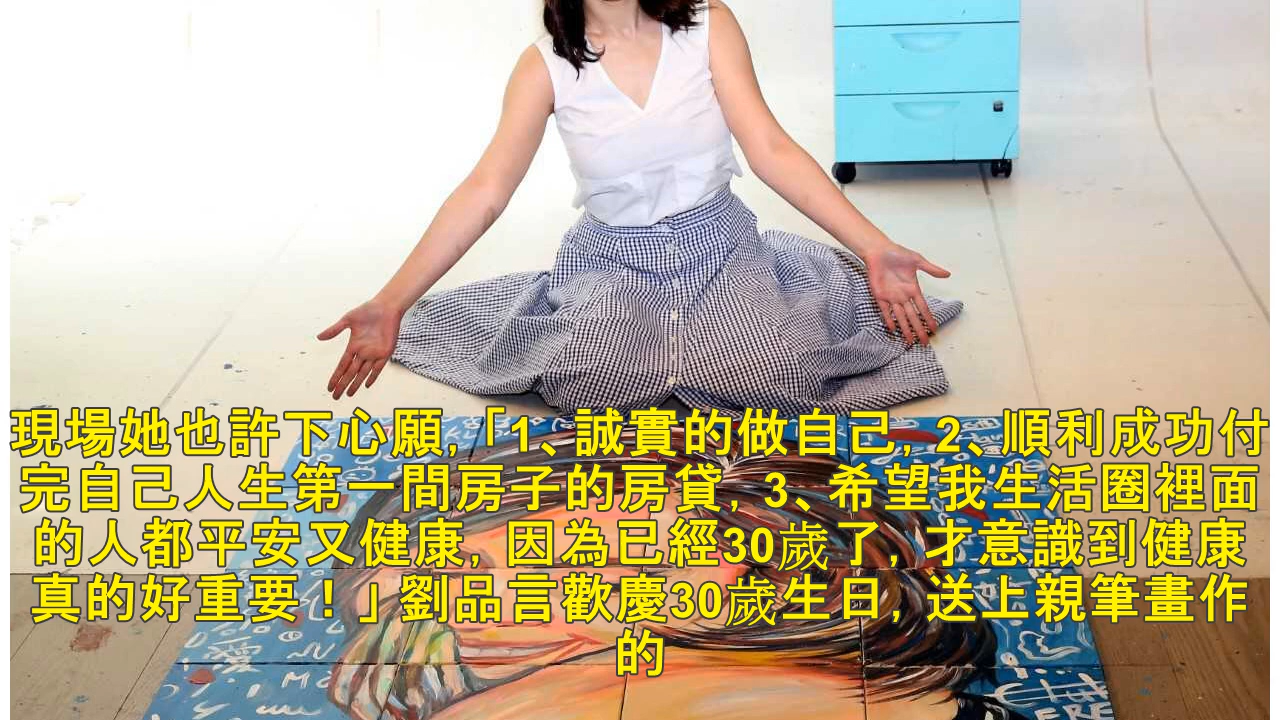 現場她也許下心願,「1、誠實的做自己, 2、順利成功付
完自己人生第一間房子的房貸, 3、希望我生活圈裡面
的人都平安又健康, 因為已經30歲了, 才意識到健康
真的好重要！」劉品言歡慶30歲生日, 送上親筆畫作
的